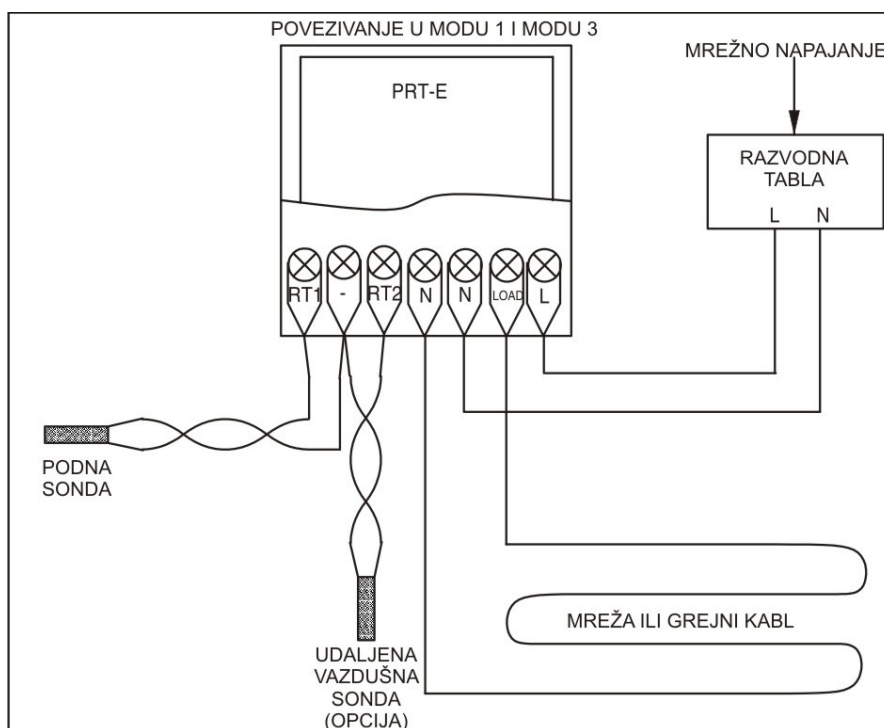 POVEZIVANJE U MODU 1 I MODU 3
MREŽNO NAPAJANJE
PRT-E
RAZVODNA
TABLA
L N
RT1 - RT2 N N LOAD L
PODNA
SONDA
UDALJENA
VAZDUŠNA
SONDA
(OPCIJA)
MREŽA ILI GREJNI KABL